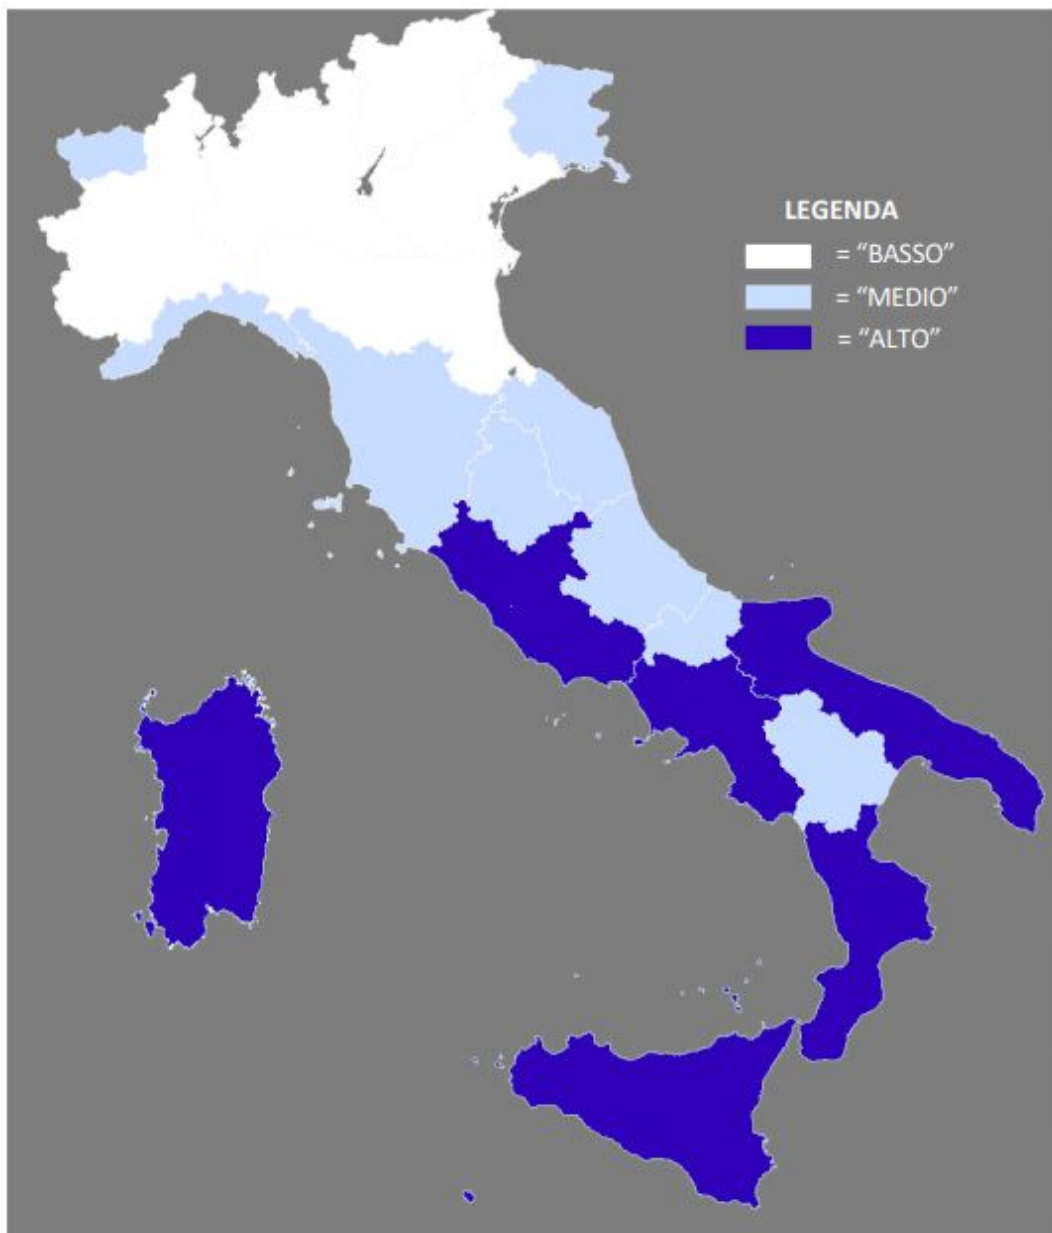 LEGENDA
= “BASSO”
= “MEDIO”
= “ALTO”